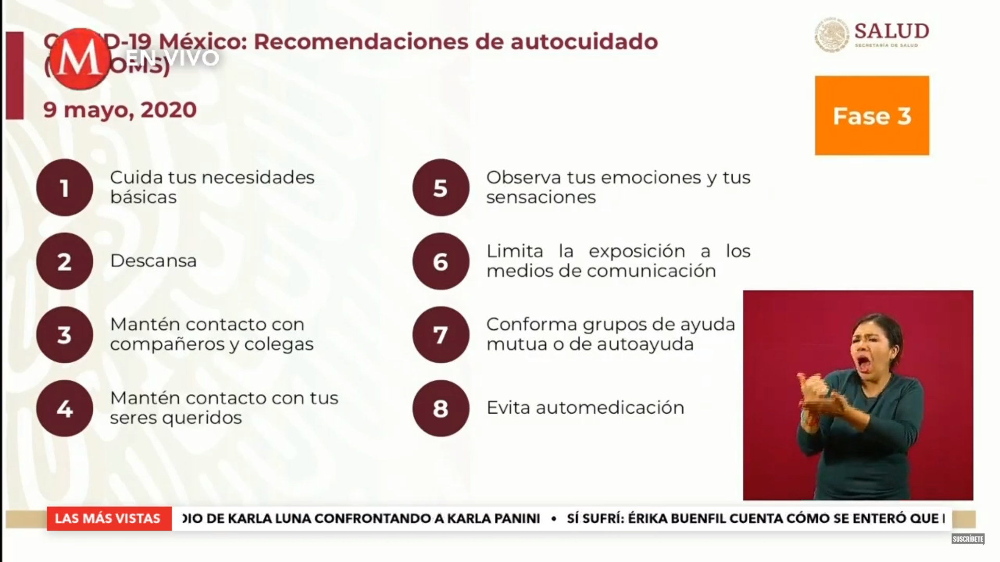 -19 México: Recomendaciones de autocuidado
OMS)
M
EN VIVO
9 mayo, 2020
SALUD
SECRETARÍA DE SALUD
Fase 3
1
Cuida tus necesidades
básicas
2
Descansa
3
Mantén contacto con
compañeros y colegas
4
Mantén contacto con tus
seres queridos
5
Observa tus emociones y tus
sensaciones
6
Limita la exposición a los
medios de comunicación
7
Conforma grupos de ayuda
mutua o de autoayuda
8
Evita automedicación
LAS MÁS VISTAS
DIO DE KARLA LUNA CONFRONTANDO A KARLA PANINI • SÍ SUFRÍ: ÉRIKA BUENFIL CUENTA CÓMO SE ENTERÓ QUE
SUSCRÍBETE